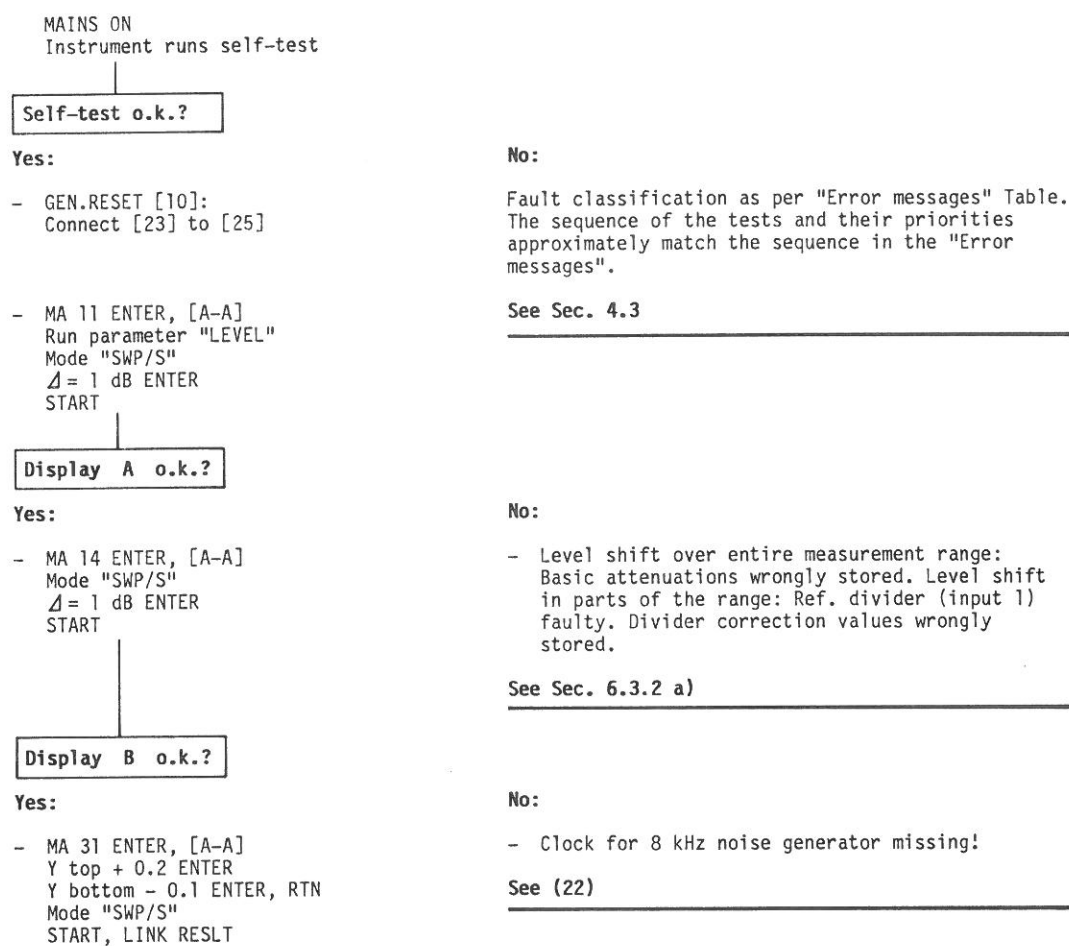 MAINS ON
Instrument runs self-test
Self-test o.k.?
Yes:
- GEN.RESET [10]:
Connect [23] to [25]
- MA 11 ENTER, [A-A]
Run parameter "LEVEL"
Mode "SWP/S"
Δ= 1 dB ENTER
START
No:
Fault classification as per "Error messages" Table.
The sequence of the tests and their priorities
approximately match the sequence in the "Error
messages".
See Sec. 4.3
Display A o.k.?
Yes:
- MA 14 ENTER, [A-A]
Mode "SWP/S"
Δ= 1 dB ENTER
START
No:
- Level shift over entire measurement range:
Basic attenuations wrongly stored. Level shift
in parts of the range: Ref. divider (input 1)
faulty. Divider correction values wrongly
stored.
See Sec. 6.3.2 a)
Display B o.k.?
Yes:
- MA 31 ENTER, [A-A]
Y top + 0.2 ENTER
Y bottom - 0.1 ENTER, RTN
Mode "SWP/S"
START, LINK RESLT
No:
- Clock for 8 kHz noise generator missing!
See (22)